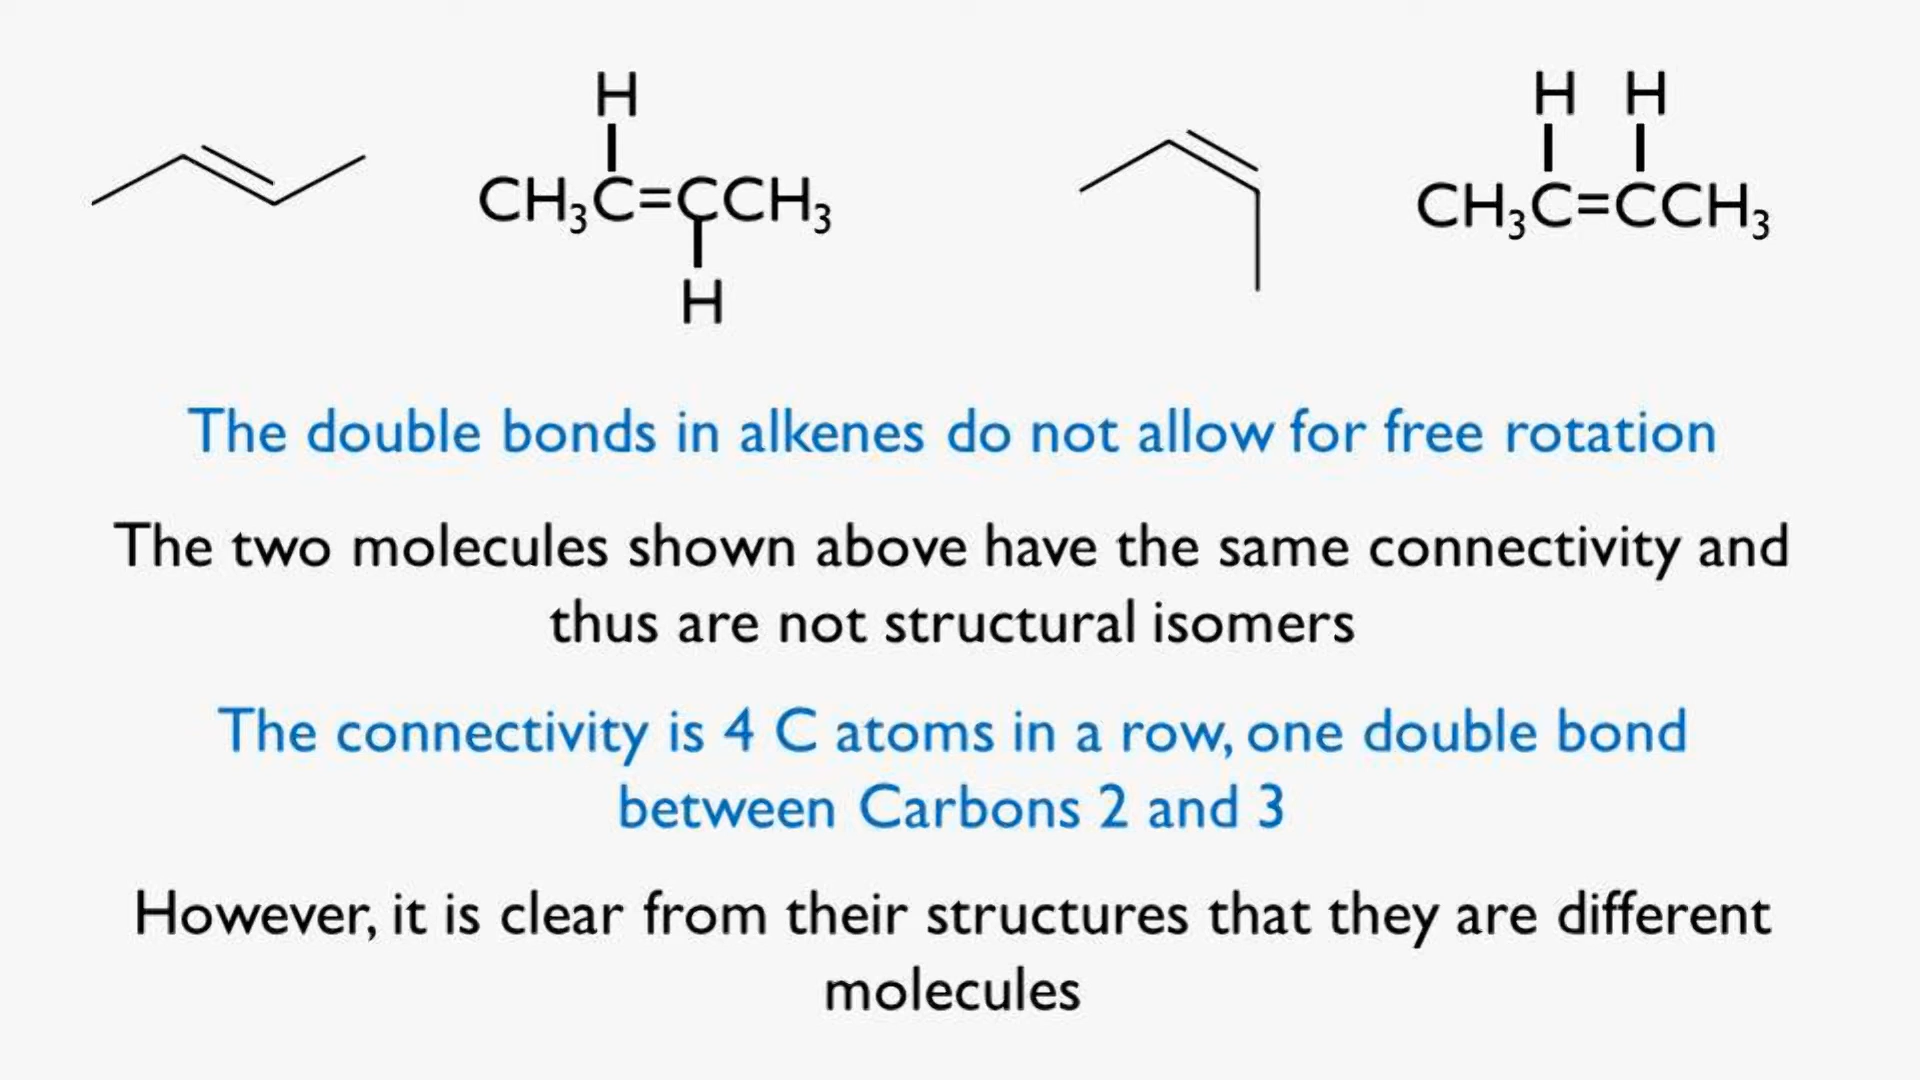 H
CH₃C=CCH₃
H
H H
CH₃C=CCH₃
The double bonds in alkenes do not allow for free rotation
The two molecules shown above have the same connectivity and
thus are not structural isomers
The connectivity is 4 C atoms in a row, one double bond
between Carbons 2 and 3
However, it is clear from their structures that they are different
molecules